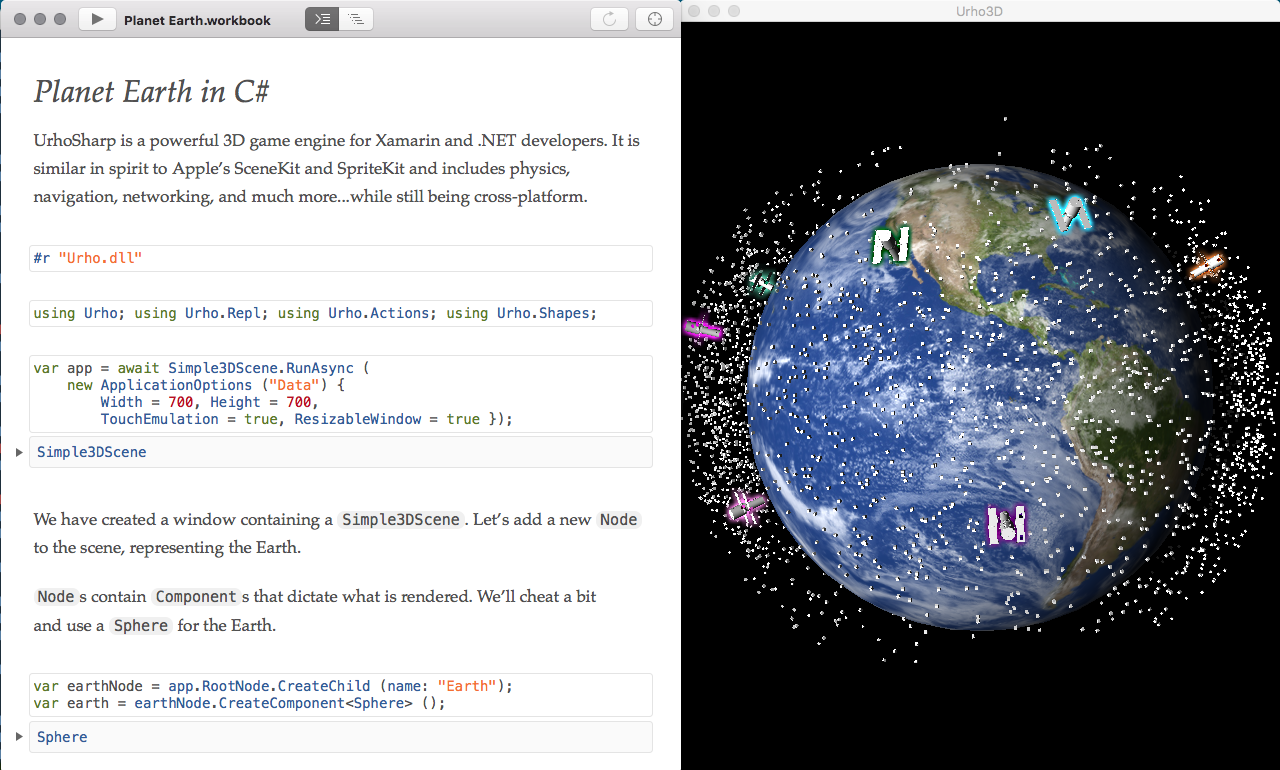 Planet Earth.workbook
Urho3D
Planet Earth in C#
UrhoSharp is a powerful 3D game engine for Xamarin and .NET developers. It is
similar in spirit to Apple’s SceneKit and SpriteKit and includes physics,
navigation, networking, and much more...while still being cross-platform.
#r "Urho.dll"
using Urho; using Urho.Repl; using Urho.Actions; using Urho.Shapes;
var app = await Simple3DScene.RunAsync (
new ApplicationOptions ("Data") {
Width = 700, Height = 700,
TouchEmulation = true, ResizableWindow = true });
Simple3DScene
We have created a window containing a Simple3DScene. Let’s add a new Node
to the scene, representing the Earth.
Nodes contain Components that dictate what is rendered. We’ll cheat a bit
and use a Sphere for the Earth.
var earthNode = app.RootNode.CreateChild (name: "Earth");
var earth = earthNode.CreateComponent<Sphere> ();
Sphere